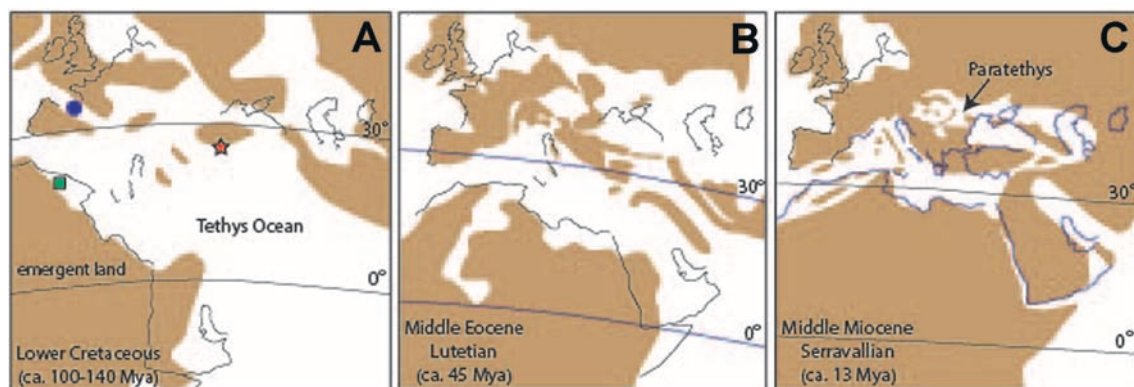 A
30°
Tethys Ocean
emergent land
0°
Lower Cretaceous
(ca. 100-140 Mya)
B
30°
0°
Middle Eocene
Lutetian
(ca. 45 Mya)
C
Paratethys
30°
Middle Miocene
Serravallian
(ca. 13 Mya)
0°